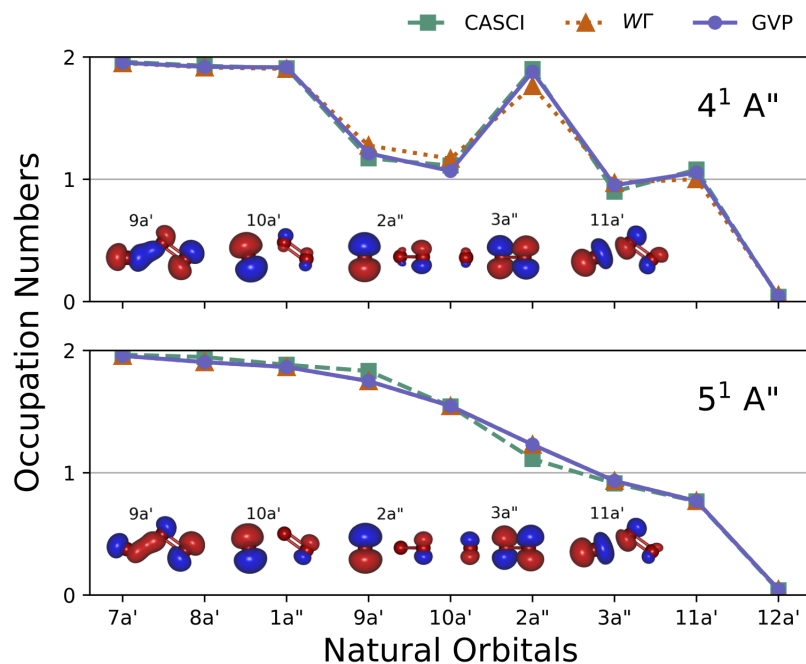 CASCI WΓ GVP
Occupation Numbers
2
1
0
4¹ A"
9a' 10a' 2a" 3a" 11a'
2
1
0
5¹ A"
9a' 10a' 2a" 3a" 11a'
7a' 8a' 1a" 9a' 10a' 2a" 3a" 11a' 12a'
Natural Orbitals